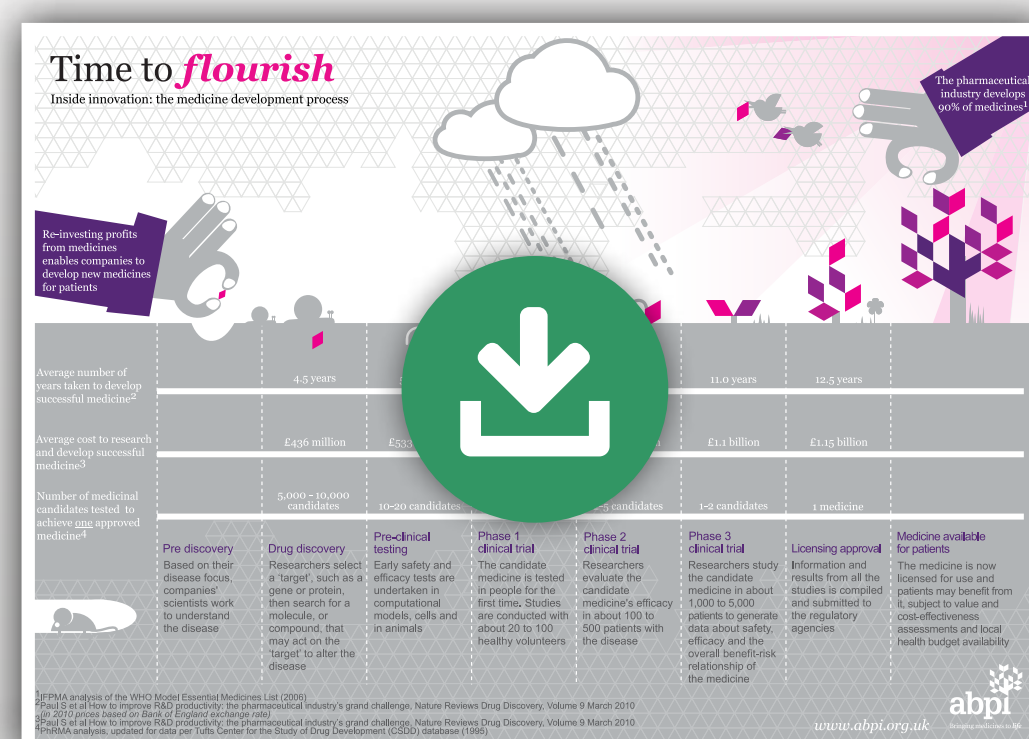 Time to flourish
Inside innovation: the medicine development process
The pharmaceutical
industry develops
90% of medicines1
Re-investing profits
from medicines
enables companies to
develop new medicines
for patients
Average number of
years taken to develop
successful medicine2
4.5 years
11.0 years
12.5 years
Average cost to research
and develop successful
medicine3
£436 million
£1.1 billion
£1.15 billion
Number of medicinal
candidates tested to
achieve one approved
medicine4
5,000 - 10,000
candidates
10-20 candidates
candidates
1-2 candidates
1 medicine
Pre discovery
Based on their
disease focus,
companies'
scientists work
to understand
the disease
Drug discovery
Researchers select
a 'target', such as a
gene or protein,
then search for a
molecule, or
compound, that
may act on the
'target' to alter the
disease
Pre-clinical
testing
Early safety and
efficacy tests are
undertaken in
computational
models, cells and
in animals
Phase 1
clinical trial
The candidate
medicine is tested
in people for the
first time. Studies
are conducted with
about 20 to 100
healthy volunteers
Phase 2
clinical trial
Researchers
evaluate the
candidate
medicine's efficacy
in about 100 to
500 patients with
the disease
Phase 3
clinical trial
Researchers study
the candidate
medicine in about
1,000 to 5,000
patients to generate
data about safety,
efficacy and the
overall benefit-risk
relationship of
the medicine
Licensing approval
Information and
results from all the
studies is compiled
and submitted to
the regulatory
agencies
Medicine available
for patients
The medicine is now
licensed for use and
patients may benefit from
it, subject to value and
cost-effectiveness
assessments and local
health budget availability
1IFPMA analysis of the WHO Model Essential Medicines List (2006)
2Paul S et al How to improve R&D productivity: the pharmaceutical industry's grand challenge, Nature Reviews Drug Discovery, Volume 9 March 2010
(in 2010 prices based on Bank of England exchange rate)
3Paul S et al How to improve R&D productivity: the pharmaceutical industry's grand challenge, Nature Reviews Drug Discovery, Volume 9 March 2010
4PhRMA analysis, updated for data per Tufts Center for the Study of Drug Development (CSDD) database (1995)
www.abpi.org.uk
abpi
Bringing medicines to life